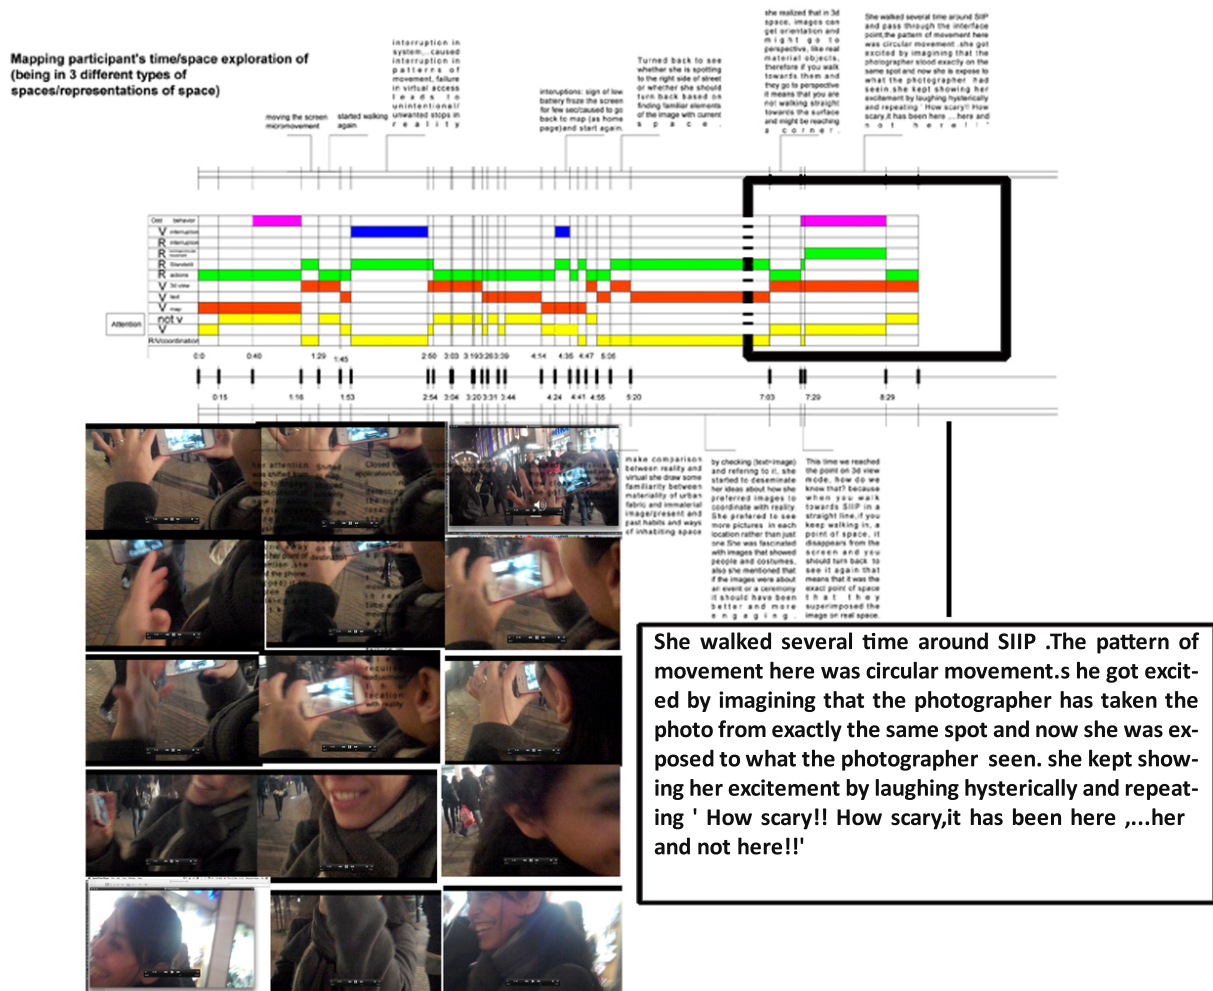 Mapping participant's time/space exploration of
(being in 3 different types of
spaces/representations of space)
moving the screen
micromovement
started walking
again
interruption in
system,..caused
interruption in
patterns of
movement, failure
in virtual access
leads to
unintentional/
unwanted stops in
reality
interuptions: sign of low
battery fraze the screen
for few sec/caused to go
back to map (as home
page)and start again.
Turned back to see
whether she is spotting
to the right side of street
or whether she should
turn back based on
finding familiar elements
of the image with current
space.
she realized that in 3d
space, images can
get orientation and
might go to
perspective, like real
material objects,
therefore if you walk
towards them and
they go to perspective
it means that you are
not walking straight
towards the surface
and might be reaching
a corner.
She walked several time around SIIP
and pass through the interface
point,the pattern of movement here
was circular movement .she got
excited by imagining that the
phorographer stood exactly on the
same spot and now she is expose to
what the photographer had
seein.she kept showing her
excitement by laughing hysterically
and repeating ' How scary!! How
scary,it has been here ....here and
not here!!'
Odd behavior
V interruption
R interruption
R
R Standstill
R actions
V 3d view
V text
V map
Attention
not v
V
R/Vcoordination
0:0 0:40 1:29 1:45 2:50 3:03 3:19 3:26 3:39 4:14 4:35 4:47 5:05
0:15 1:16 1:53 2:54 3:04 3:20 3:31 3:44 4:24 4:41 4:55 5:20 7:03 7:29 8:29
make comparison
between reality and
virtual she draw some
familiarity between
materiality of urban
fabric and immaterial
image/present and
past habits and ways
of inhabiting space
by checking (text+image)
and refering to it, she
started to deseminate
her ideas about how she
preferred images to
coordinate with reality.
She prefered to see
more pictures in each
location rather than just
one.She was fascinated
with images that showed
people and costumes,
also she mentioned that
if the images were about
an event or a ceremony
it should have been
better and more
engaging.
This time we reached
the point on 3d view
mode, how do we
know that? because
when you walk
towards SIIP in a
straight line,if you
keep walking in, a
point of space, it
disappears from the
screen and you
should turn back to
see it again that
means that it was the
exact point of space
that they
superimposed the
image on real space.
She walked several time around SIIP .The pattern of
movement here was circular movement.s he got excit-
ed by imagining that the photographer has taken the
photo from exactly the same spot and now she was ex-
posed to what the photographer seen. she kept show-
ing her excitement by laughing hysterically and repeat-
ing ' How scary!! How scary,it has been here ,...her
and not here!!'